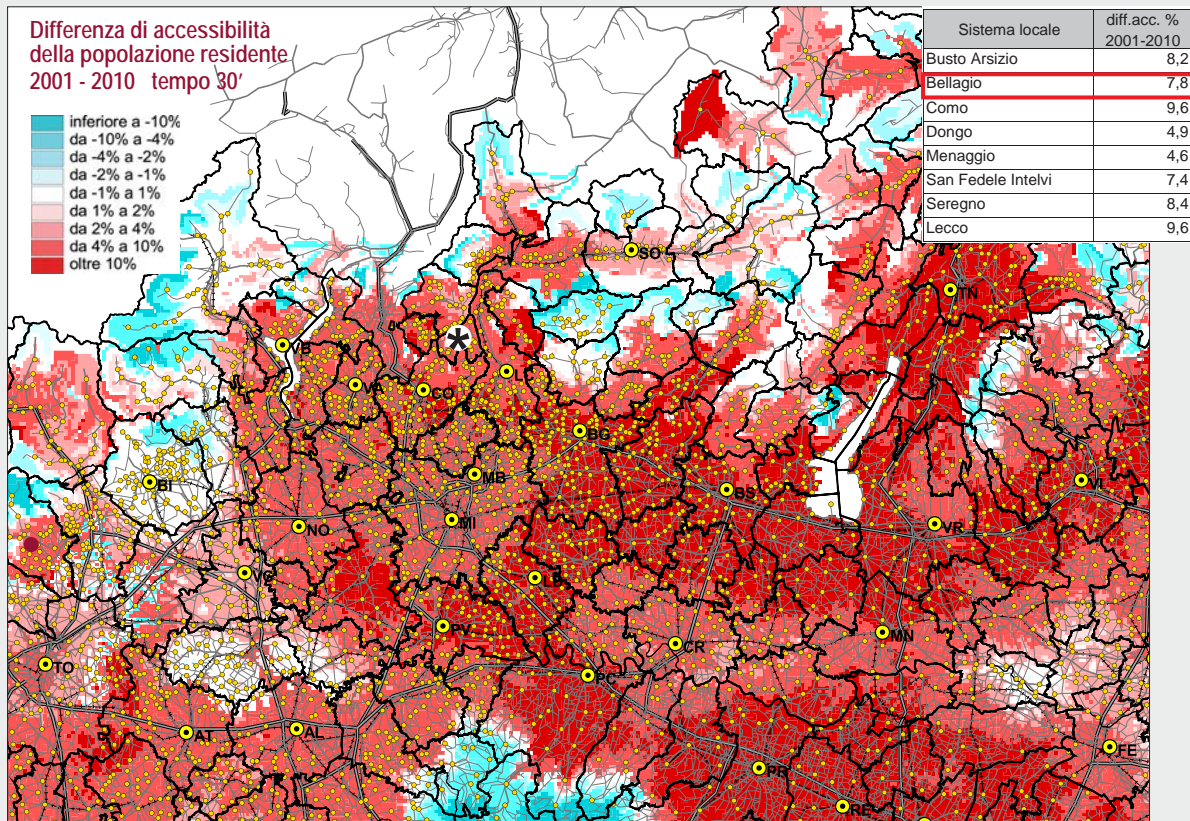 Differenza di accessibilità
della popolazione residente
2001 - 2010 tempo 30'
inferiore a -10%
da -10% a -4%
da -4% a -2%
da -2% a -1%
da -1% a 1%
da 1% a 2%
da 2% a 4%
da 4% a 10%
oltre 10%
Sistema locale diff.acc. % 2001-2010
Busto Arsizio 8,2
Bellagio 7,8
Como 9,6
Dongo 4,9
Menaggio 4,6
San Fedele Intelvi 7,4
Seregno 8,4
Lecco 9,6
SO
TN
VB
*
VA
CO
BG
BI
MB
BS
VI
MI
NO
VR
VC
PV
MN
CR
TO
PC
AT
AL
FE
PR
RE